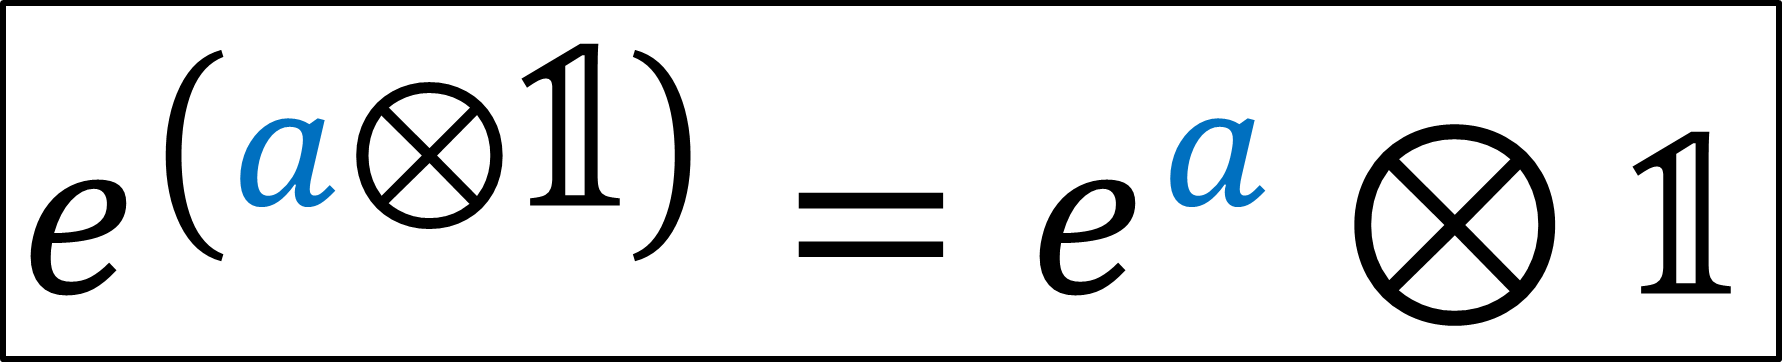 e^(a⊗𝟙) = e^a ⊗ 𝟙